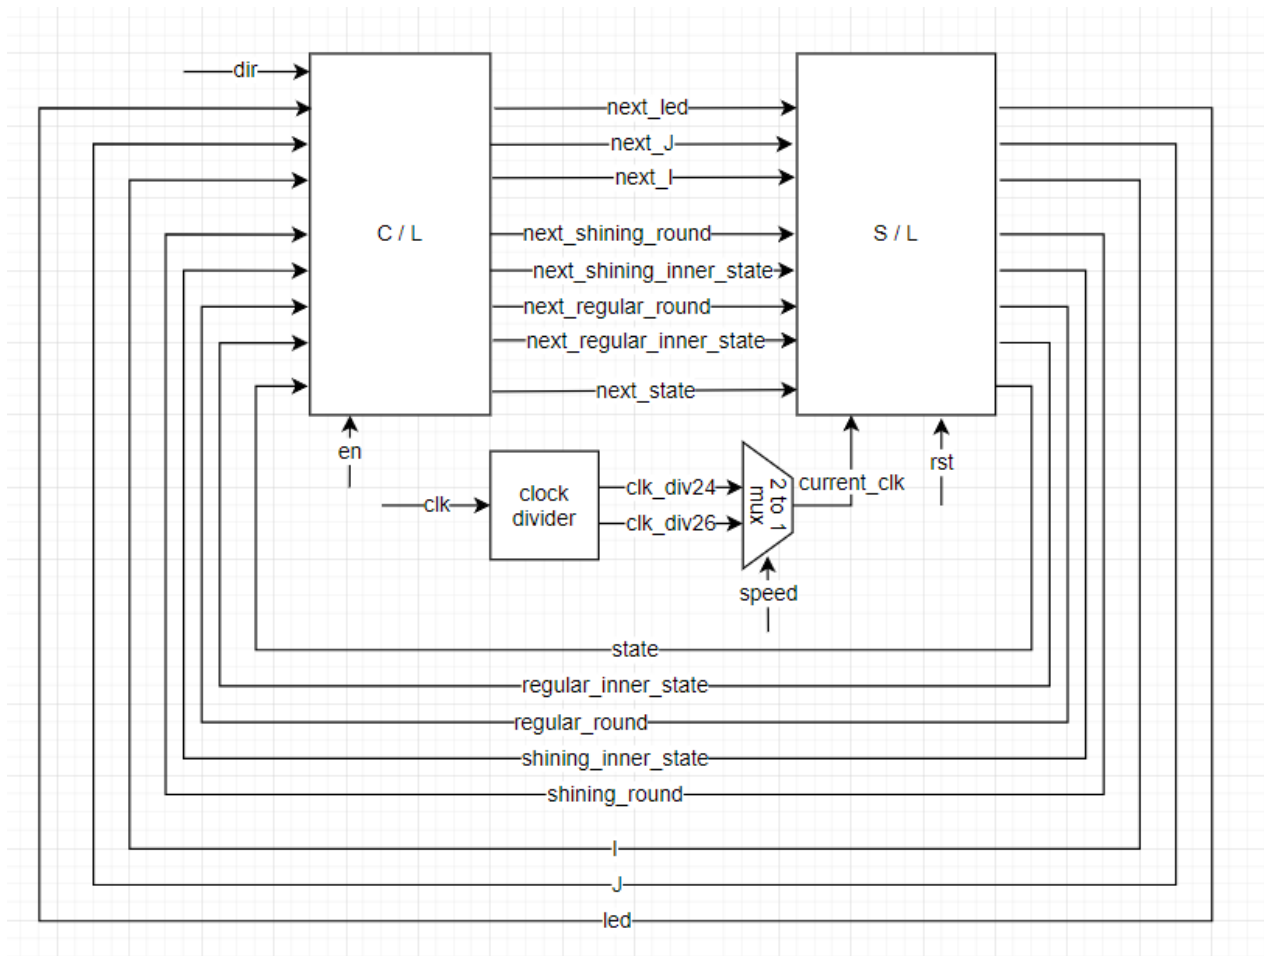 dir
next_led
next_J
next_I
C / L
next_shining_round
S / L
next_shining_inner_state
next_regular_round
next_regular_inner_state
next_state
en
rst
clk
clock
divider
clk_div24
clk_div26
2 to 1
mux
current_clk
speed
state
regular_inner_state
regular_round
shining_inner_state
shining_round
I
J
led